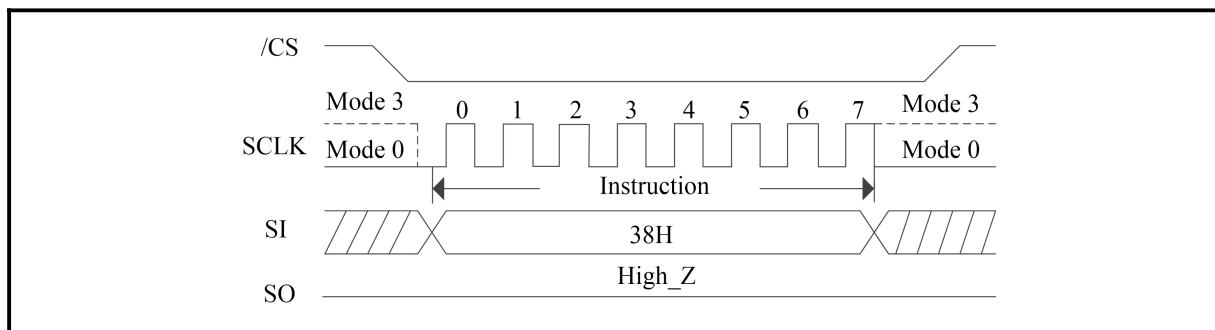 /CS
Mode 3 0 1 2 3 4 5 6 7 Mode 3
SCLK Mode 0 Mode 0
Instruction
SI 38H
High_Z
SO